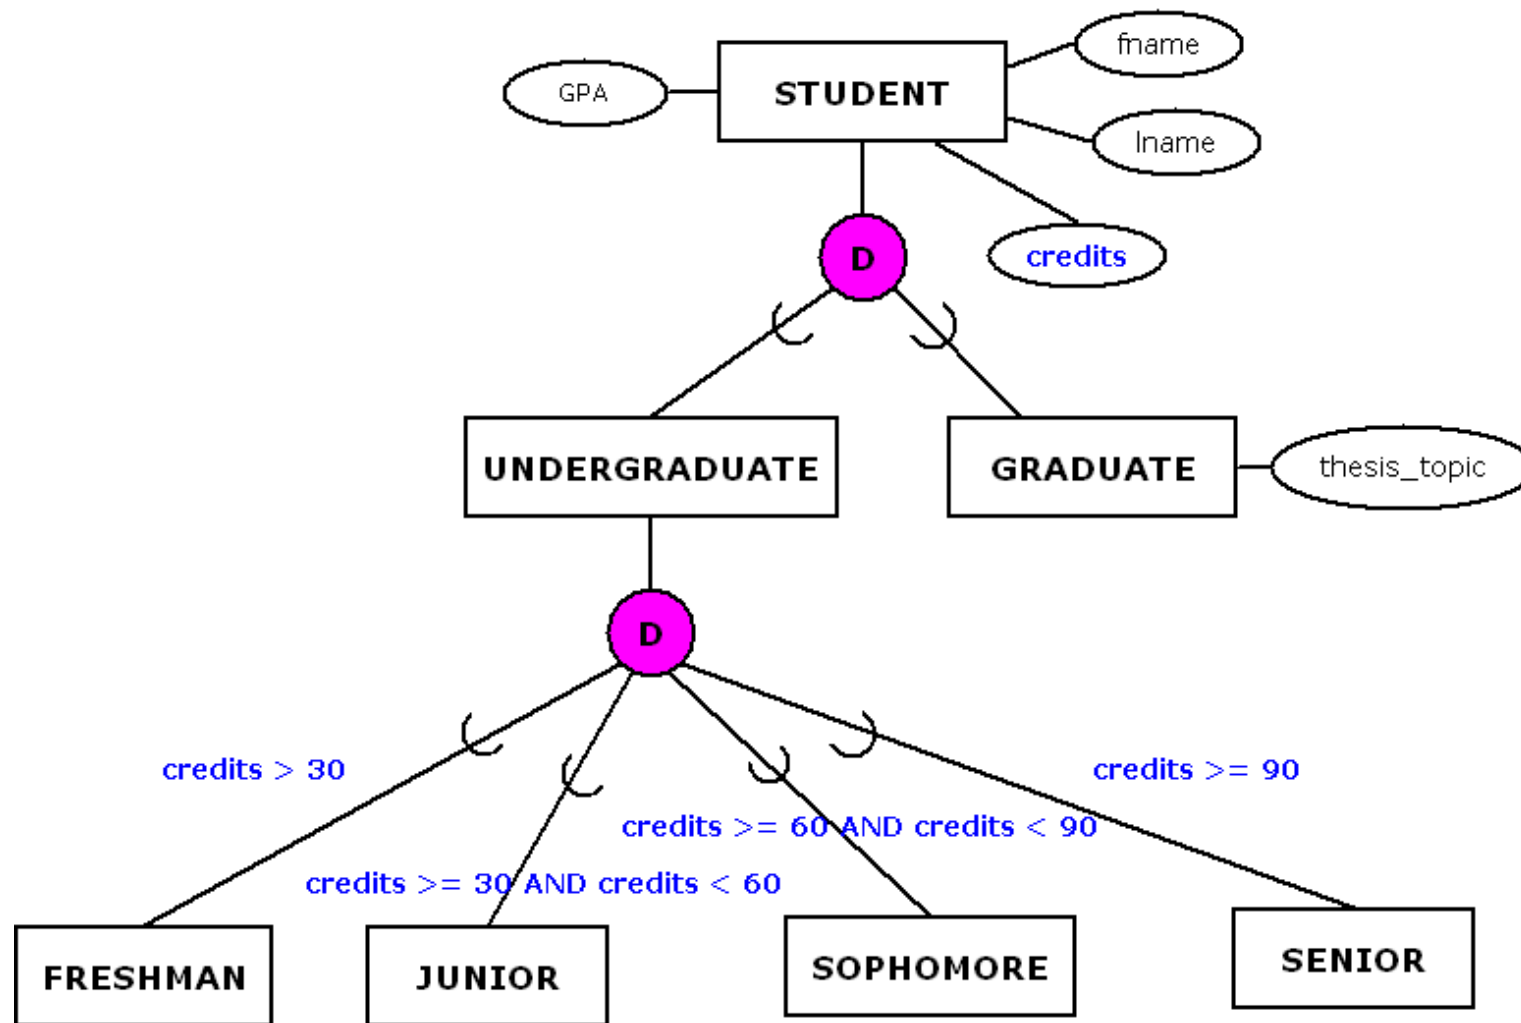 fname
GPA
STUDENT
lname
credits
D
UNDERGRADUATE
GRADUATE
thesis_topic
D
credits > 30
credits >= 90
credits >= 60 AND credits < 90
credits >= 30 AND credits < 60
FRESHMAN
JUNIOR
SOPHOMORE
SENIOR